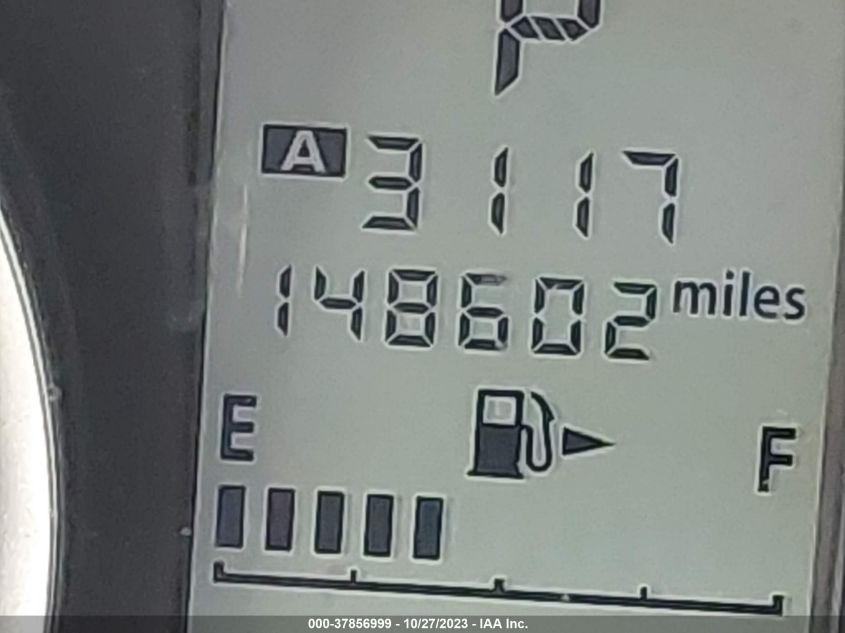 P
A 3117
148602 miles
E F
000-37856999 - 10/27/2023 - IAA Inc.